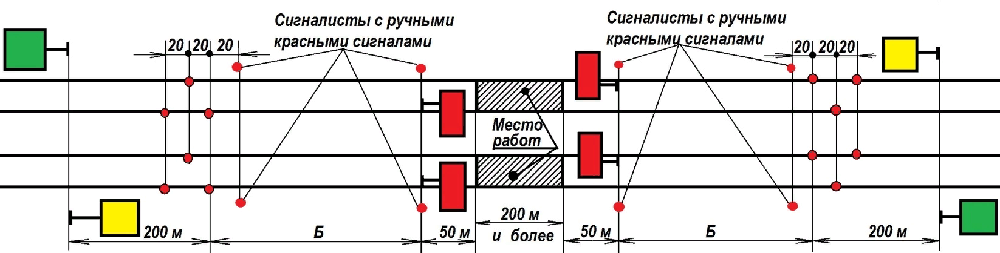 Сигналисты с ручными
красными сигналами
Сигналисты с ручными
красными сигналами
20 20 20
20 20 20
Место
работ
200 м
Б
50 м
200 м
и более
50 м
Б
200 м